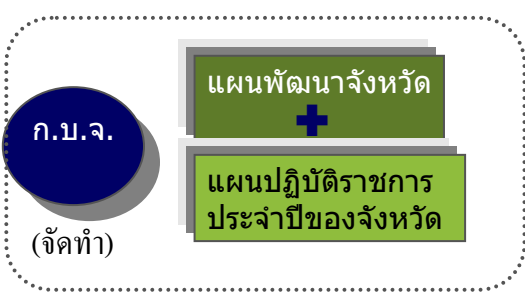 ก.บ.จ.
(จัดทำ)
แผนพัฒนาจังหวัด
แผนปฏิบัติราชการ
ประจำปีของจังหวัด